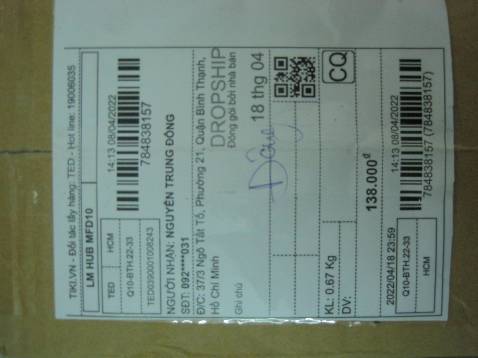 TIKI.VN - Đối tác lấy hàng: TED - Hot line: 19006035
LM HUB MFD10
TED
HCM
Q10-BTH.22-33
TED0390001008243
14:13 08/04/2022
784838157
NGƯỜI NHẬN: NGUYỄN TRUNG ĐÔNG
SĐT: 092****031
Đ/C: 37/3 Ngô Tất Tố, Phường 21, Quận Bình Thạnh,
Hồ Chí Minh
DROPSHIP
Ghi chú
Đóng gói bởi nhà bán
18 thg 04
KL: 0.67 Kg
DV:
CQ
138.000đ
2022/04/18 23:59
HCM
Q10-BTH.22-33
14:13 08/04/2022
784838157 (784838157)